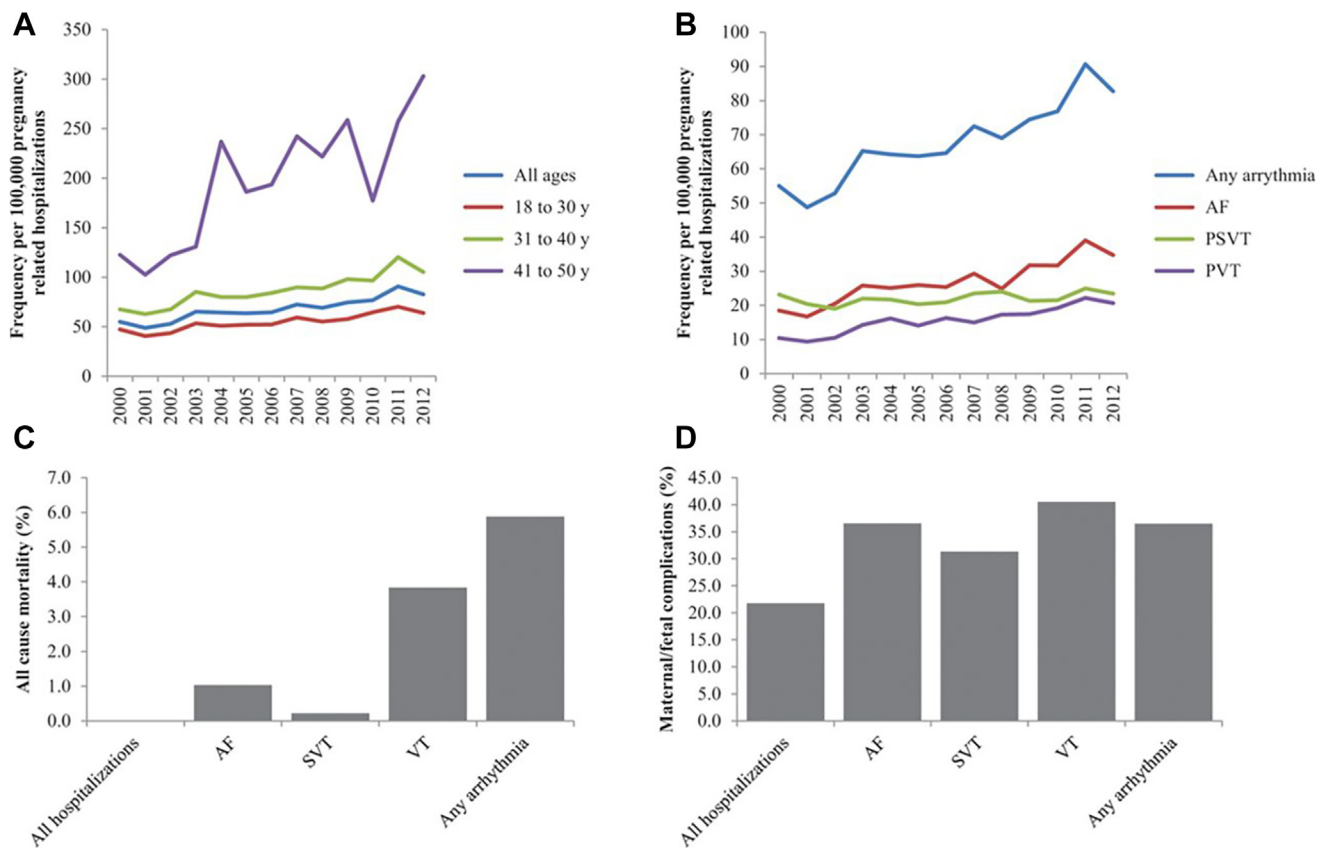 A
Frequency per 100,000 pregnancy
related hospitalizations
350
300
250
200
150
100
50
0
2000
2001
2002
2003
2004
2005
2006
2007
2008
2009
2010
2011
2012
All ages
18 to 30 y
31 to 40 y
41 to 50 y
B
Frequency per 100,000 pregnancy
related hospitalizations
100
90
80
70
60
50
40
30
20
10
0
2000
2001
2002
2003
2004
2005
2006
2007
2008
2009
2010
2011
2012
Any arrythmia
AF
PSVT
PVT
C
All cause mortality (%)
7.0
6.0
5.0
4.0
3.0
2.0
1.0
0.0
All hospitalizations
AF
SVT
VT
Any arrhythmia
D
Maternal/fetal complications (%)
45.0
40.0
35.0
30.0
25.0
20.0
15.0
10.0
5.0
0.0
All hospitalizations
AF
SVT
VT
Any arrhythmia